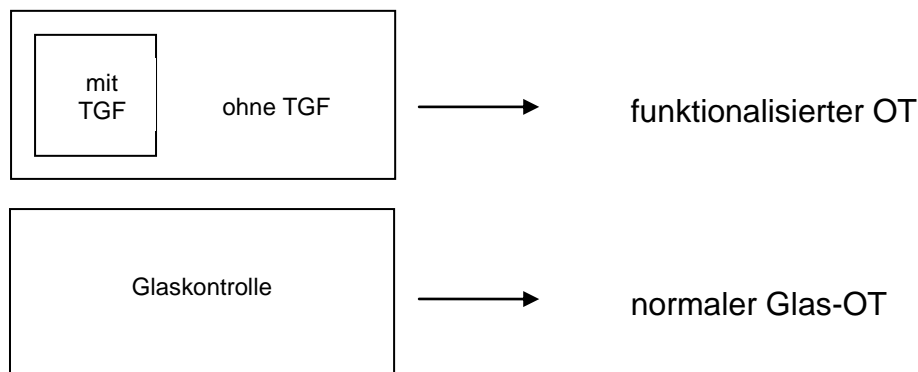 mit
TGF
ohne TGF
funktionalisierter OT
Glaskontrolle
normaler Glas-OT